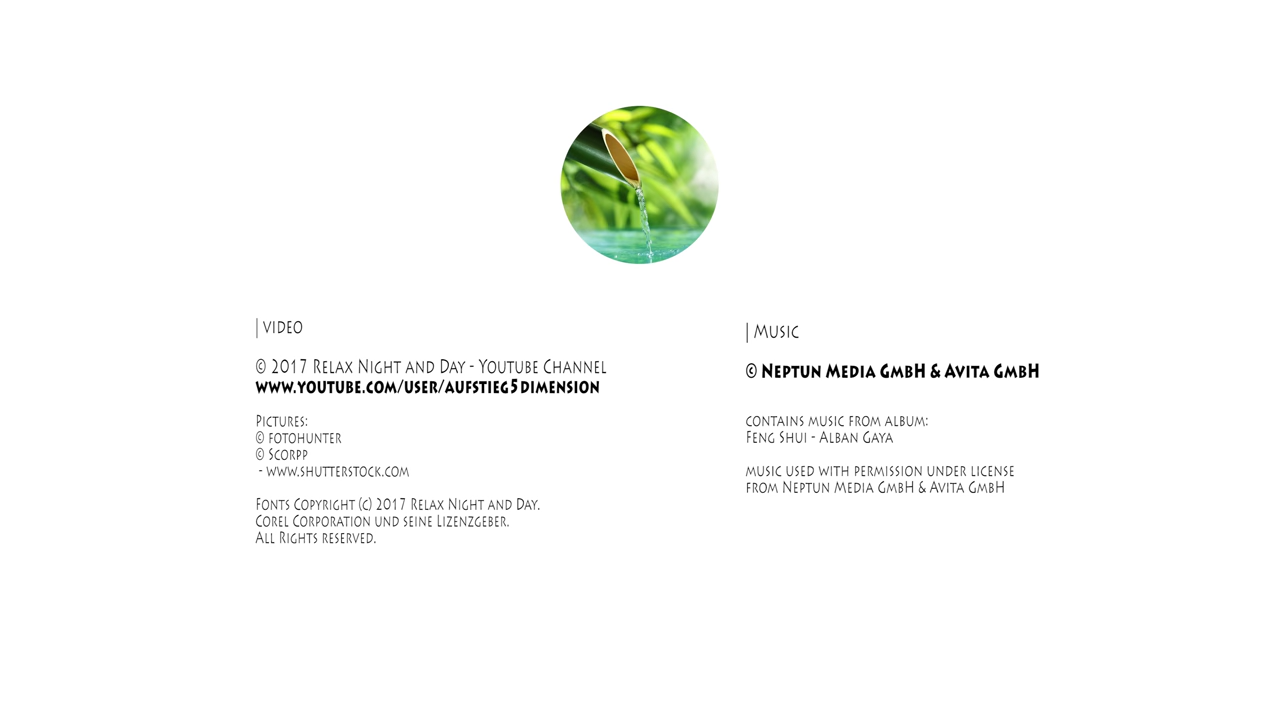 | VIDEO
© 2017 Relax Night and Day - Youtube Channel
www.youtube.com/user/aufstieg5dimension
Pictures:
© fotohunter
© Scorpp
- www.shutterstock.com
Fonts Copyright (c) 2017 Relax Night and Day.
Corel Corporation und seine Lizenzgeber.
All Rights reserved.
| Music
© Neptun Media GmbH & Avita GmbH
contains music from album:
Feng Shui - Alban Gaya
music used with permission under license
from Neptun Media GmbH & Avita GmbH